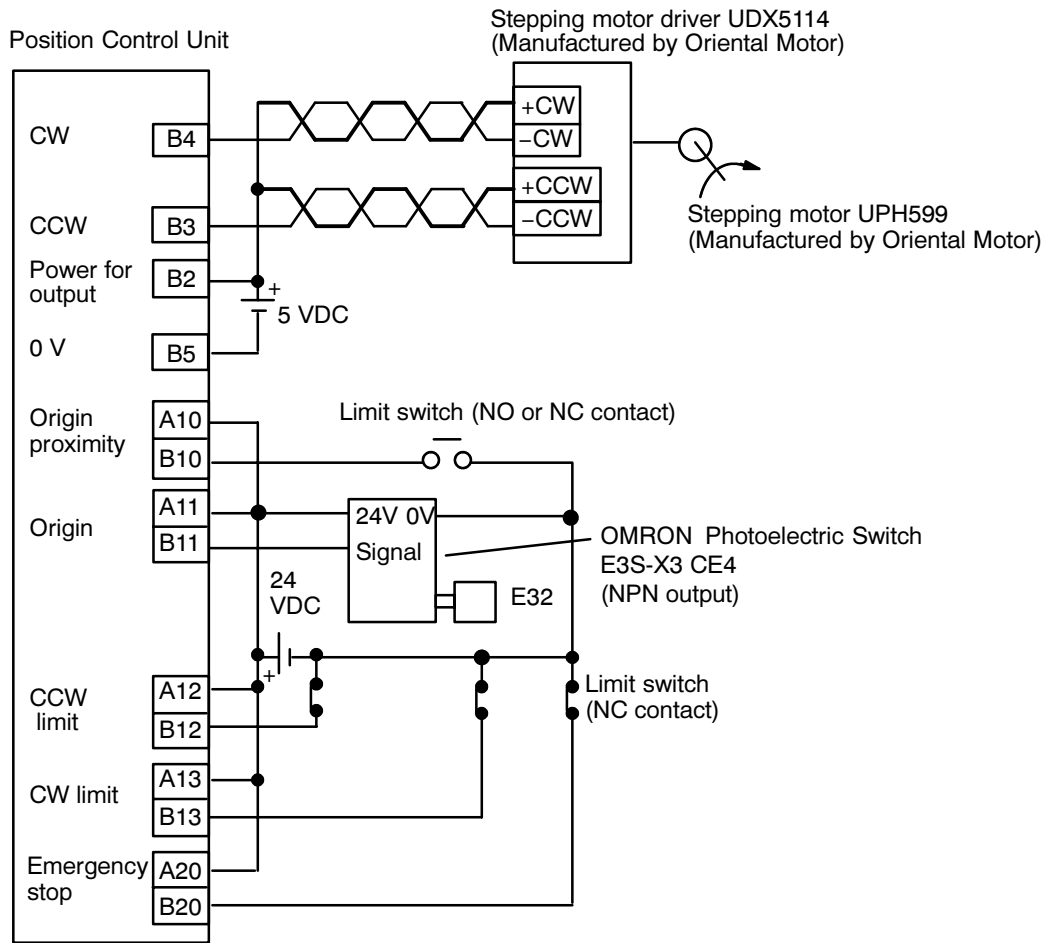 Stepping motor driver UDX5114
(Manufactured by Oriental Motor)
Position Control Unit
+CW
CW
B4
−CW
+CCW
CCW
B3
−CCW
Stepping motor UPH599
(Manufactured by Oriental Motor)
Power for
output
B2
+
5 VDC
0 V
B5
Origin
proximity
A10
B10
Limit switch (NO or NC contact)
Origin
A11
B11
24V 0V
Signal
OMRON Photoelectric Switch
E3S-X3 CE4
(NPN output)
E32
24
VDC
+
CCW
limit
A12
B12
Limit switch
(NC contact)
CW limit
A13
B13
Emergency
stop
A20
B20